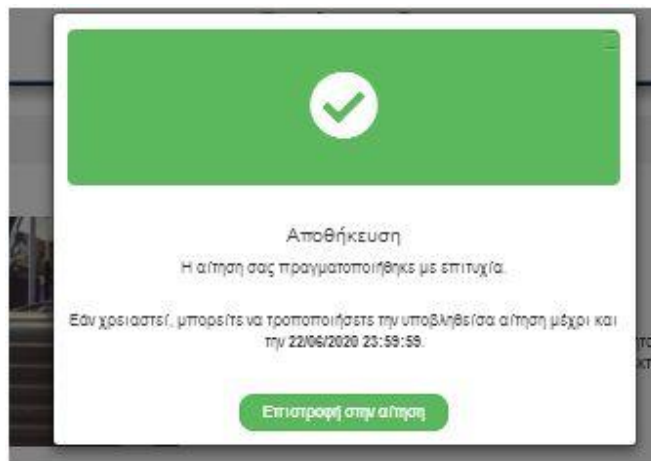 Αποθήκευση
Η αίτηση σας πραγματοποιήθηκε με επιτυχία.
Εάν χρειαστεί, μπορείτε να τροποποιήσετε την υποβληθείσα αίτηση μέχρι και
την 22/06/2020 23:59:59.
Επιστροφή στην αίτηση